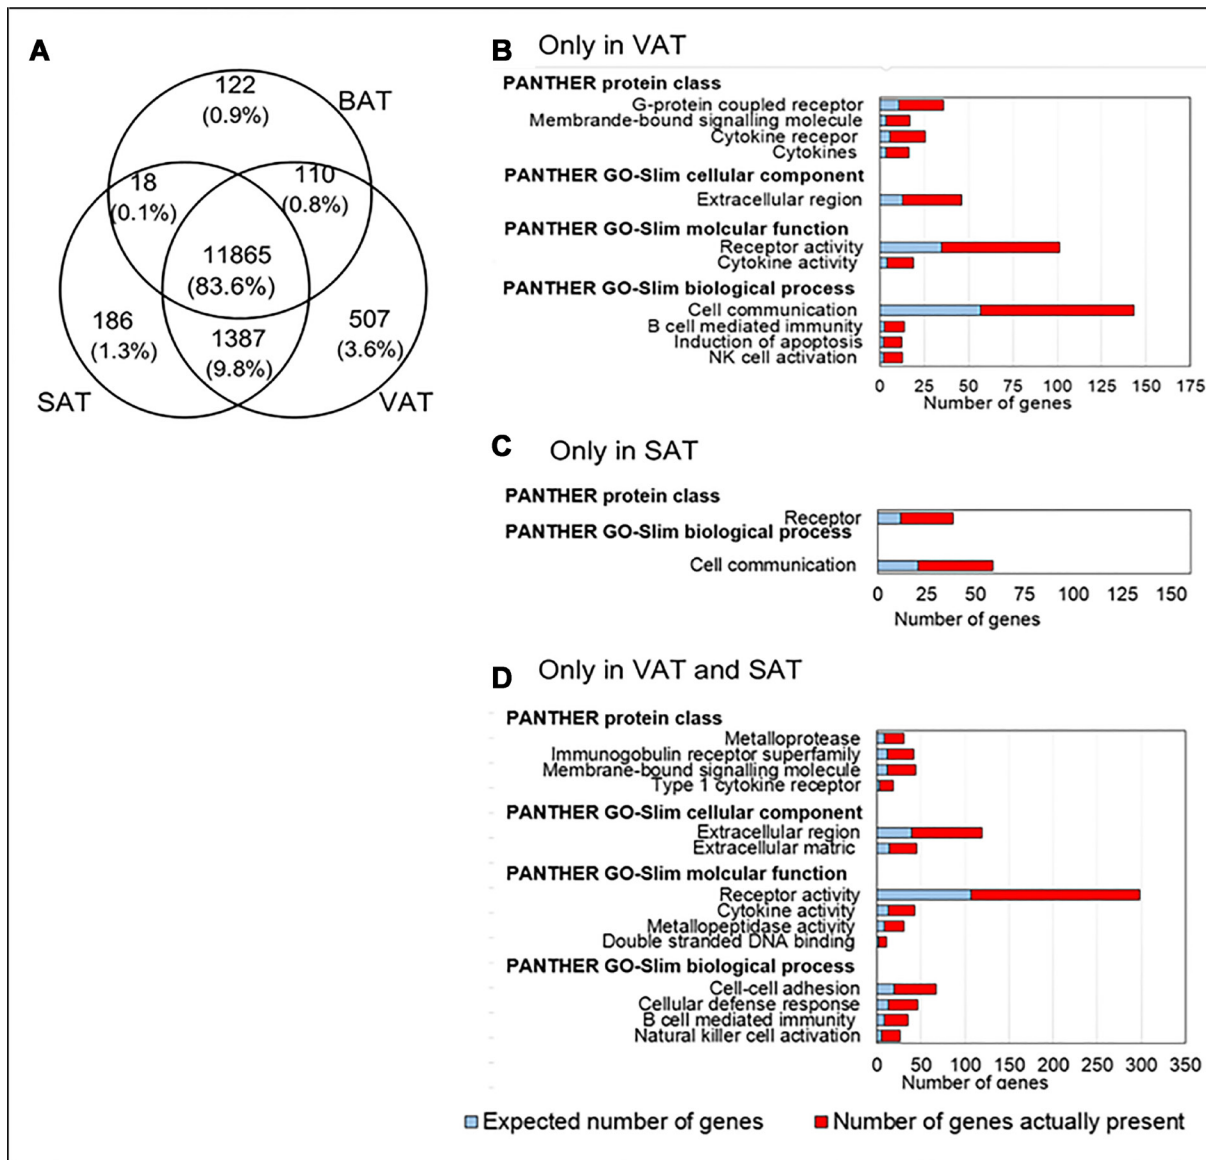 A
122
(0.9%)
BAT
18
(0.1%)
110
(0.8%)
11865
(83.6%)
186
(1.3%)
1387
(9.8%)
507
(3.6%)
SAT
VAT
B Only in VAT
PANTHER protein class
G-protein coupled receptor
Membrande-bound signalling molecule
Cytokine recepor
Cytokines
PANTHER GO-Slim cellular component
Extracellular region
PANTHER GO-Slim molcular function
Receptor activity
Cytokine activity
PANTHER GO-Slim biological process
Cell communication
B cell mediated immunity
Induction of apoptosis
NK cell activation
0 25 50 75 100 125 150 175
Number of genes
C Only in SAT
PANTHER protein class
Receptor
PANTHER GO-Slim biological process
Cell communication
0 25 50 75 100 125 150
Number of genes
D Only in VAT and SAT
PANTHER protein class
Metalloprotease
Immunogobulin receptor superfamily
Membrane-bound signalling molecule
Type 1 cytokine receptor
PANTHER GO-Slim cellular component
Extracellular region
Extracellular matric
PANTHER GO-Slim molcular function
Receptor activity
Cytokine activity
Metallopeptidase activity
Double stranded DNA binding
PANTHER GO-Slim biological process
Cell-cell adhesion
Cellular defense response
B cell mediated immunity
Natural killer cell activation
0 50 100 150 200 250 300 350
Number of genes
Expected number of genes Number of genes actually present